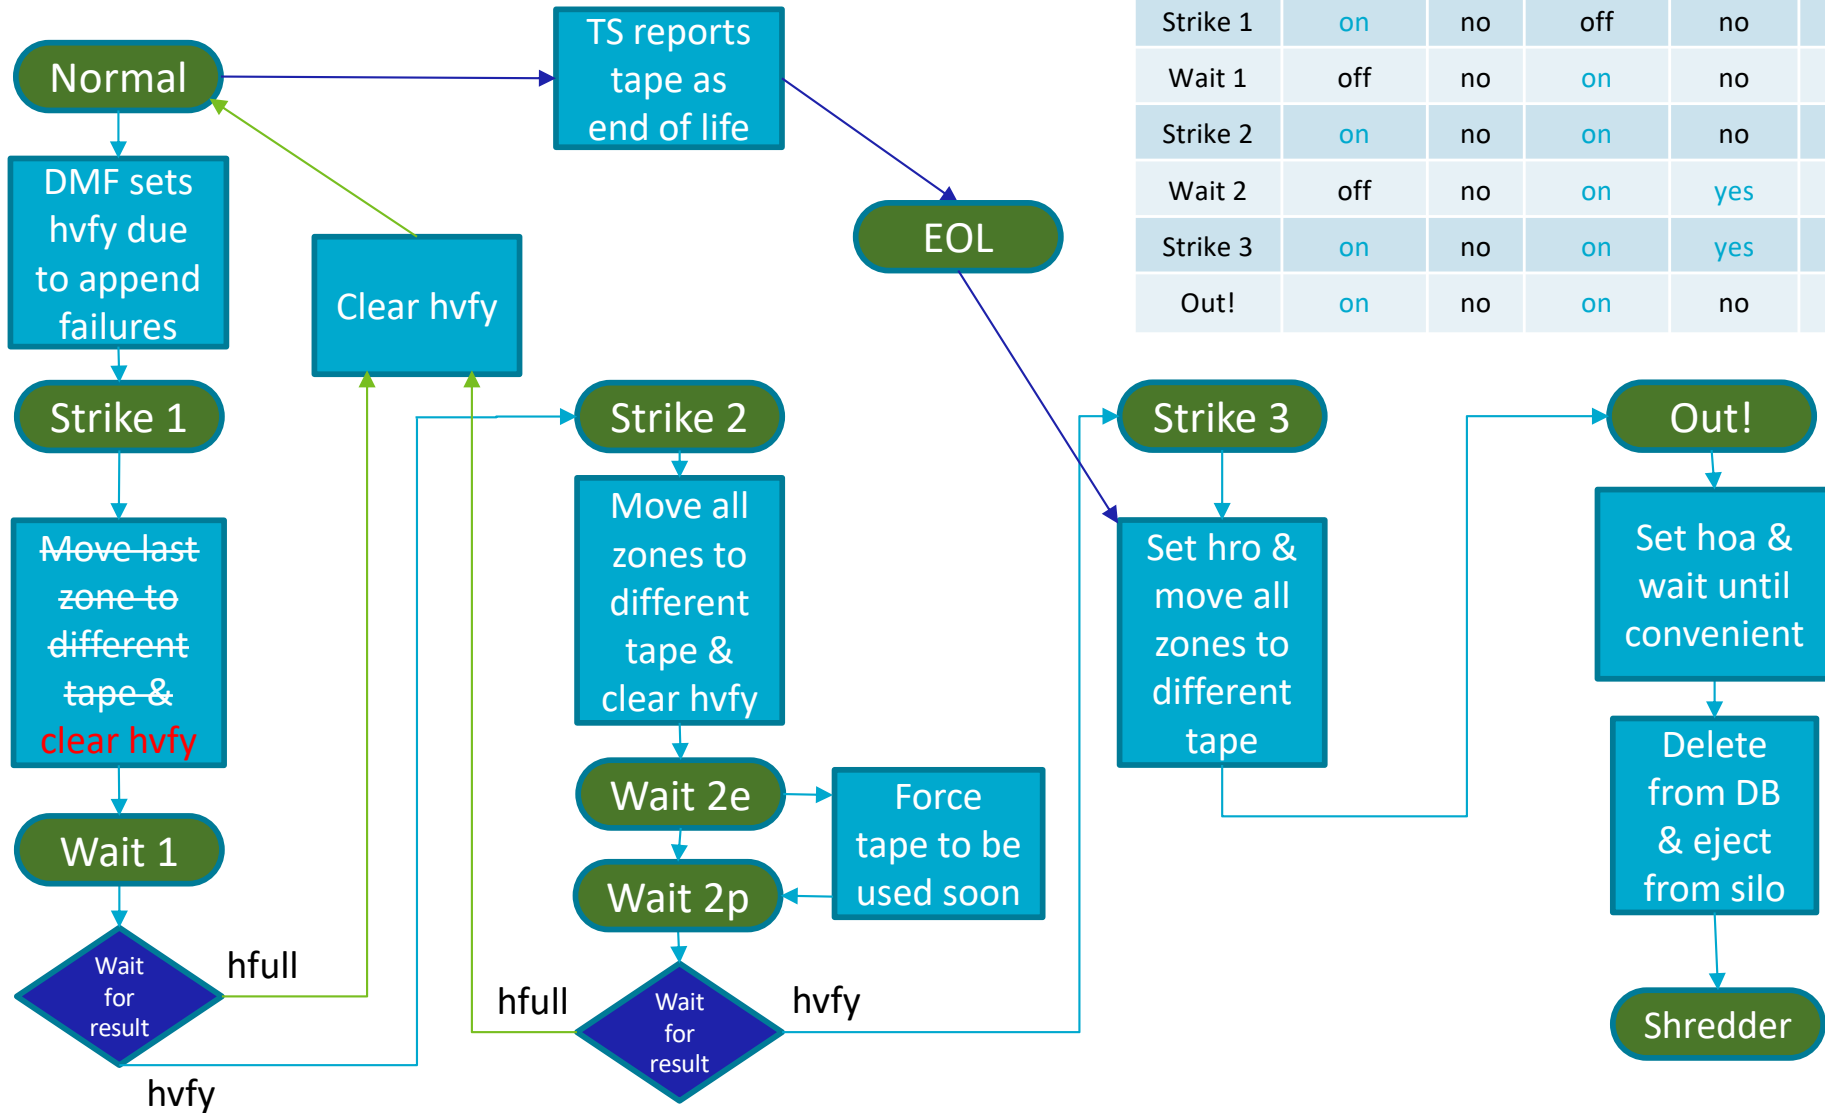 Normal
TS reports
tape as
end of life
DMF sets
hvfy due
to append
failures
Clear hvfy
EOL
Strike 1 on no off no
Wait 1 off no on no
Strike 2 on no on no
Wait 2 off no on yes
Strike 3 on no on yes
Out! on no on no
Strike 1
Strike 2
Strike 3
Out!
Move last
zone to
different
tape &
clear hvfy
Move all
zones to
different
tape &
clear hvfy
Set hro &
move all
zones to
different
tape
Set hoa &
wait until
convenient
Wait 1
Wait 2e
Force
tape to be
used soon
Wait 2p
Delete
from DB
& eject
from silo
Wait
for
result
hfull
hvfy
Wait
for
result
hfull
hvfy
Shredder